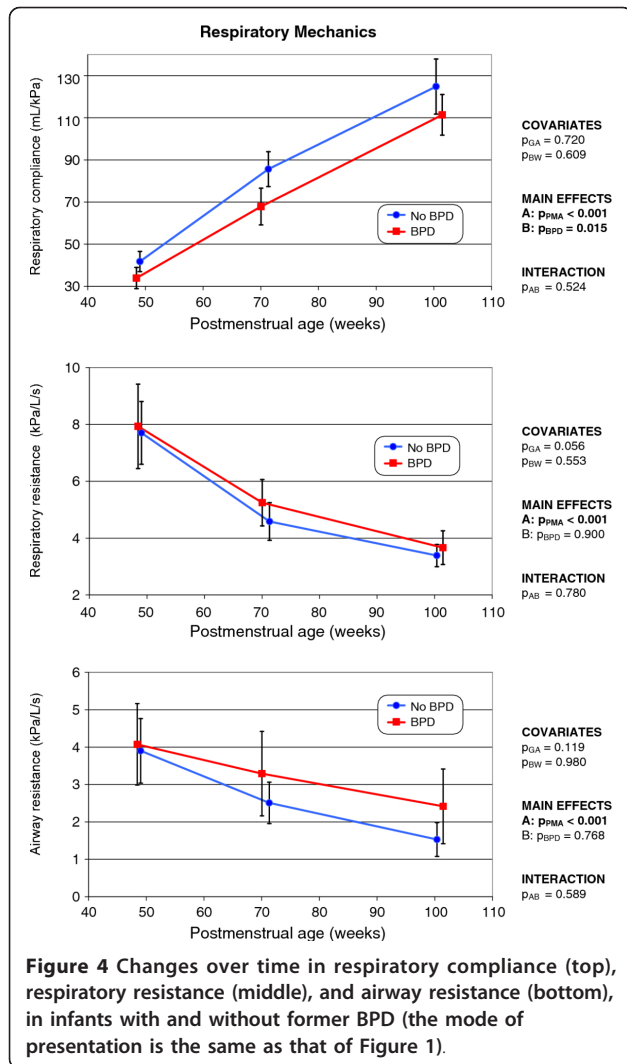 Respiratory Mechanics
Respiratory compliance (mL/kPa)
130
110
90
70
50
30
40
50
60
70
80
90
100
110
Postmenstrual age (weeks)
No BPD
BPD
COVARIATES
pGA = 0.720
pBW = 0.609
MAIN EFFECTS
A: pPMA < 0.001
B: pBPD = 0.015
INTERACTION
pAB = 0.524
Respiratory resistance (kPa/L/s)
10
8
6
4
2
40
50
60
70
80
90
100
110
Postmenstrual age (weeks)
No BPD
BPD
COVARIATES
pGA = 0.056
pBW = 0.553
MAIN EFFECTS
A: pPMA < 0.001
B: pBPD = 0.900
INTERACTION
pAB = 0.780
Airway resistance (kPa/L/s)
6
5
4
3
2
1
0
40
50
60
70
80
90
100
110
Postmenstrual age (weeks)
No BPD
BPD
COVARIATES
pGA = 0.119
pBW = 0.980
MAIN EFFECTS
A: pPMA < 0.001
B: pBPD = 0.768
INTERACTION
pAB = 0.589
Figure 4 Changes over time in respiratory compliance (top),
respiratory resistance (middle), and airway resistance (bottom),
in infants with and without former BPD (the mode of
presentation is the same as that of Figure 1).